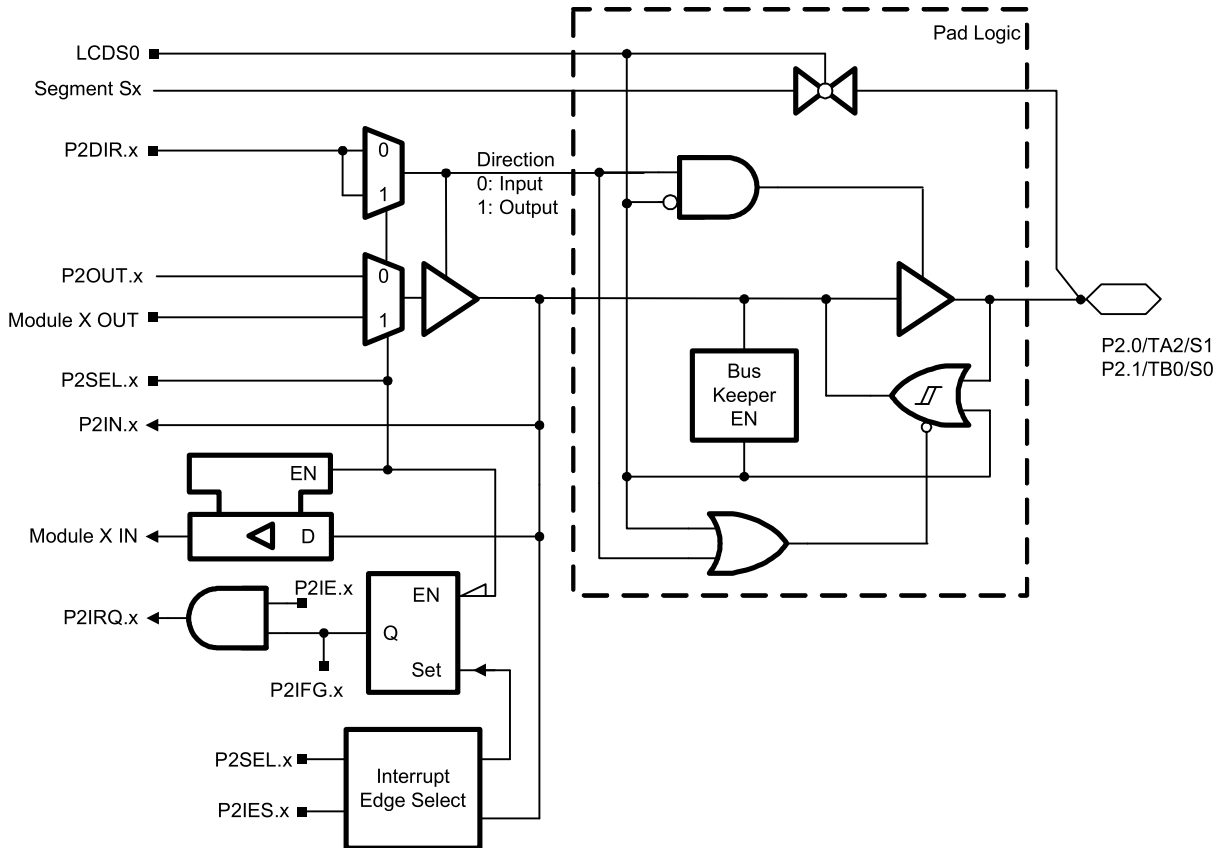 Pad Logic
LCDS0
Segment Sx
P2DIR.x
0
1
Direction
0: Input
1: Output
P2OUT.x
0
Module X OUT
1
P2SEL.x
P2IN.x
Bus
Keeper
EN
P2.0/TA2/S1
P2.1/TB0/S0
EN
Module X IN
D
P2IE.x
EN
P2IRQ.x
Q
Set
P2IFG.x
P2SEL.x
P2IES.x
Interrupt
Edge Select